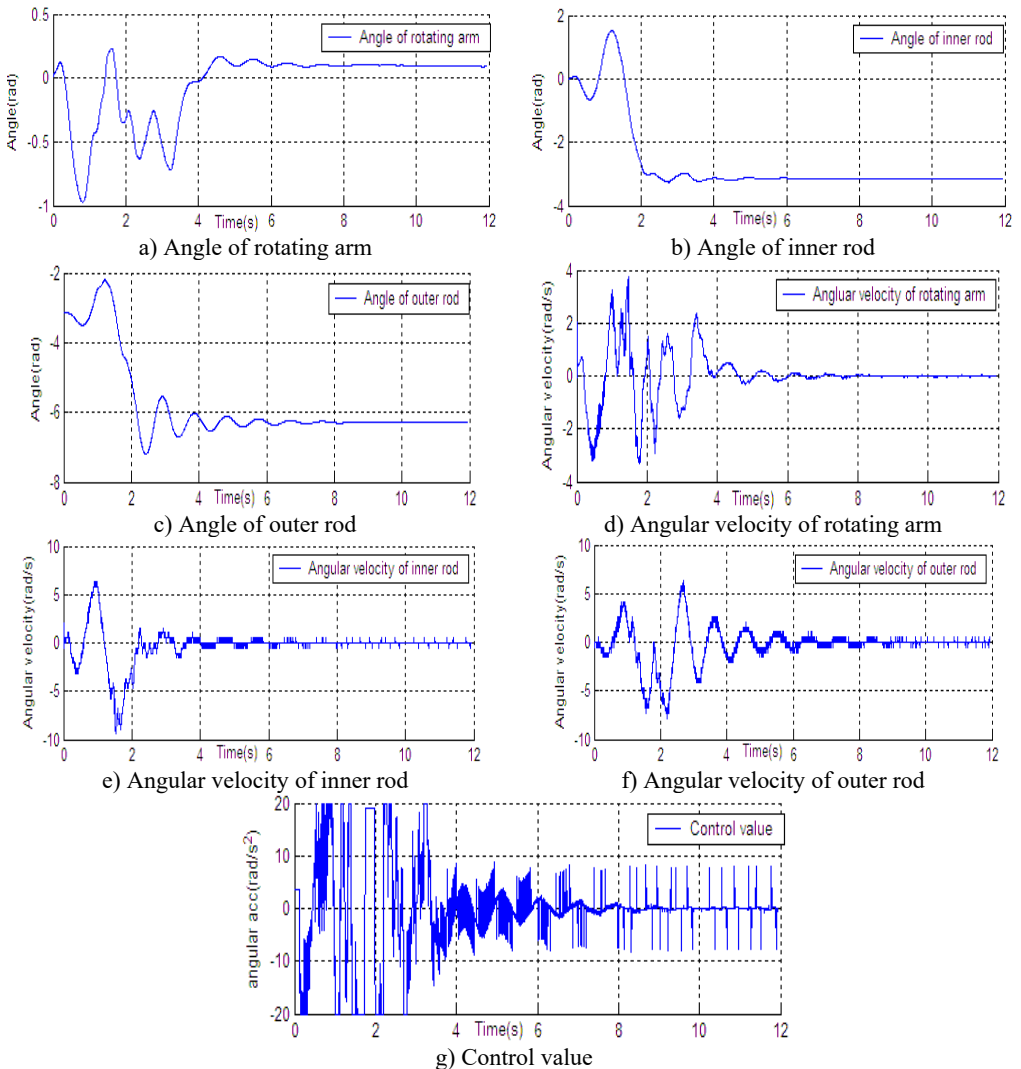 0.5
0
-0.5
-1
Angle(rad)
Angle of rotating arm
0 2 4 6 8 10 12
Time(s)
a) Angle of rotating arm
2
0
-2
-4
Angle(rad)
Angle of inner rod
0 2 4 6 8 10 12
Time(s)
b) Angle of inner rod
-2
-4
-6
-8
Angle(rad)
Angle of outer rod
0 2 4 6 8 10 12
Time(s)
c) Angle of outer rod
4
2
0
-2
-4
Angular velocity(rad/s)
Angluar velocity of rotating arm
0 2 4 6 8 10 12
Time(s)
d) Angular velocity of rotating arm
10
5
0
-5
-10
Angular velocity(rad/s)
Angular velocity of inner rod
0 2 4 6 8 10 12
Time(s)
e) Angular velocity of inner rod
10
5
0
-5
-10
Angular velocity(rad/s)
Angular velocity of outer rod
0 2 4 6 8 10 12
Time(s)
f) Angular velocity of outer rod
20
10
0
-10
-20
angular acc(rad/s²)
Control value
0 2 4 6 8 10 12
Time(s)
g) Control value